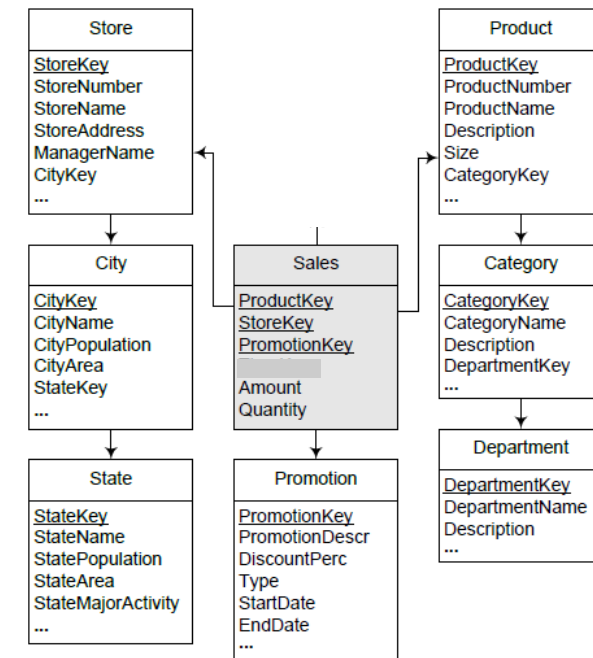 Store
StoreKey
StoreNumber
StoreName
StoreAddress
ManagerName
CityKey
...
City
CityKey
CityName
CityPopulation
CityArea
StateKey
...
State
StateKey
StateName
StatePopulation
StateArea
StateMajorActivity
...
Sales
ProductKey
StoreKey
PromotionKey
Amount
Quantity
Promotion
PromotionKey
PromotionDescr
DiscountPerc
Type
StartDate
EndDate
...
Product
ProductKey
ProductNumber
ProductName
Description
Size
CategoryKey
...
Category
CategoryKey
CategoryName
Description
DepartmentKey
...
Department
DepartmentKey
DepartmentName
Description
...